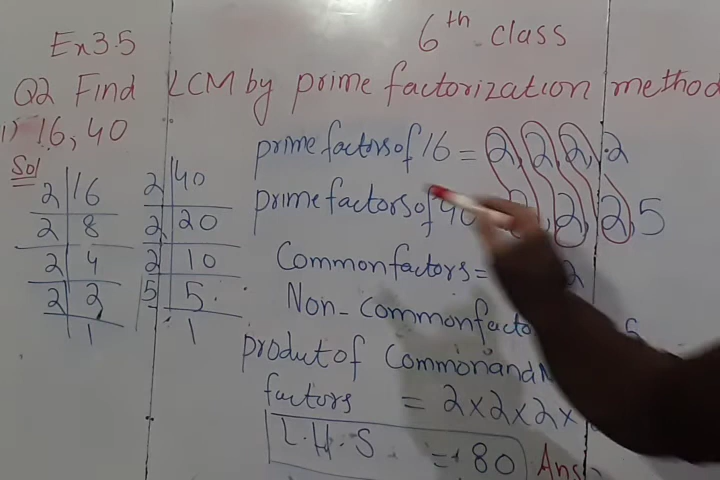 Ex 3.5
6th class
Q2 Find LCM by prime factorization method
1) 16, 40
Sol
2 | 16
2 | 8
2 | 4
2 | 2
1
2 | 40
2 | 20
2 | 10
5 | 5
1
prime factors of 16 = 2, 2, 2, 2
prime factors of 40 2, 2, 2, 5
Common factors = 2
Non-common 5
produt of Common and
factors = 2 x 2 x 2 x
L.H.S = 80 Ans